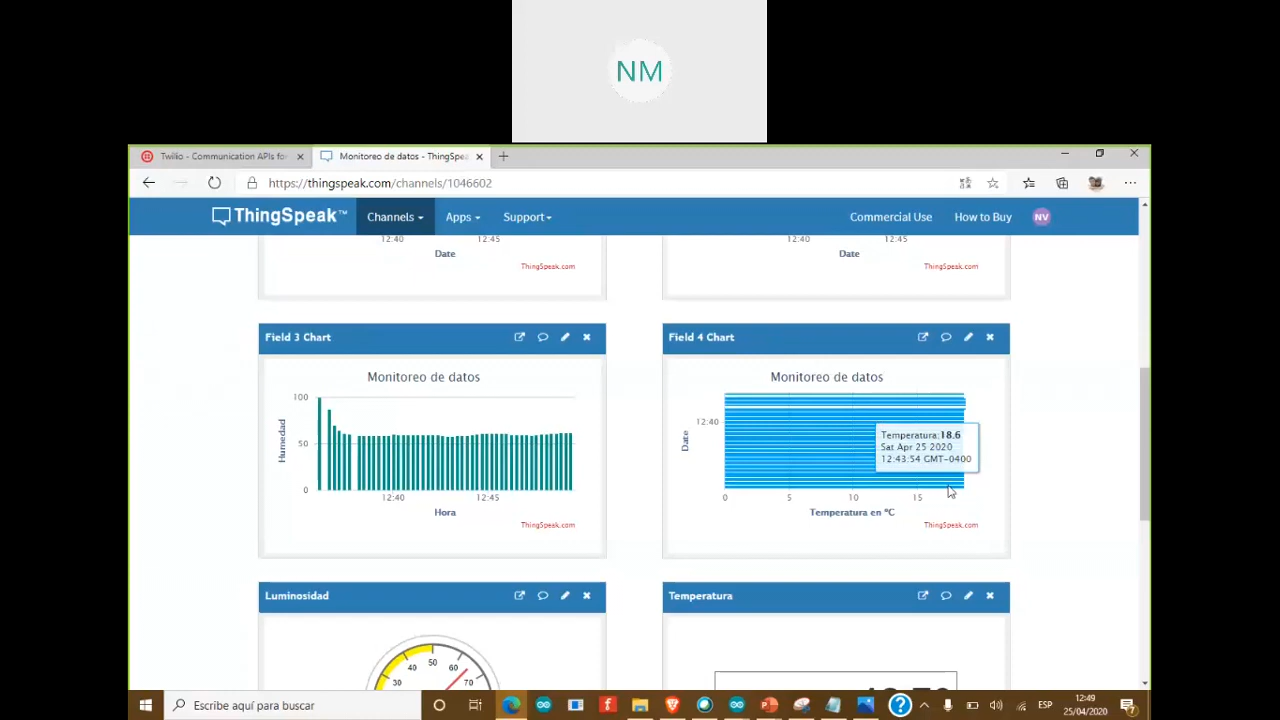 NM
Twilio - Communication APIs for
Monitoreo de datos - ThingSpea
https://thingspeak.com/channels/1046602
ThingSpeak™
Channels
Apps
Support
Commercial Use
How to Buy
NV
12:40 12:45
Date
ThingSpeak.com
12:40 12:45
Date
ThingSpeak.com
Field 3 Chart
Monitoreo de datos
100
50
0
Humedad
12:40 12:45
Hora
ThingSpeak.com
Field 4 Chart
Monitoreo de datos
12:40
Date
Temperatura:18.6
Sat Apr 25 2020
12:43:54 GMT-0400
0 5 10 15
Temperatura en ºC
ThingSpeak.com
Luminosidad
30 40 50 60 70
Temperatura
Escribe aquí para buscar
ESP
12:49
25/04/2020
7